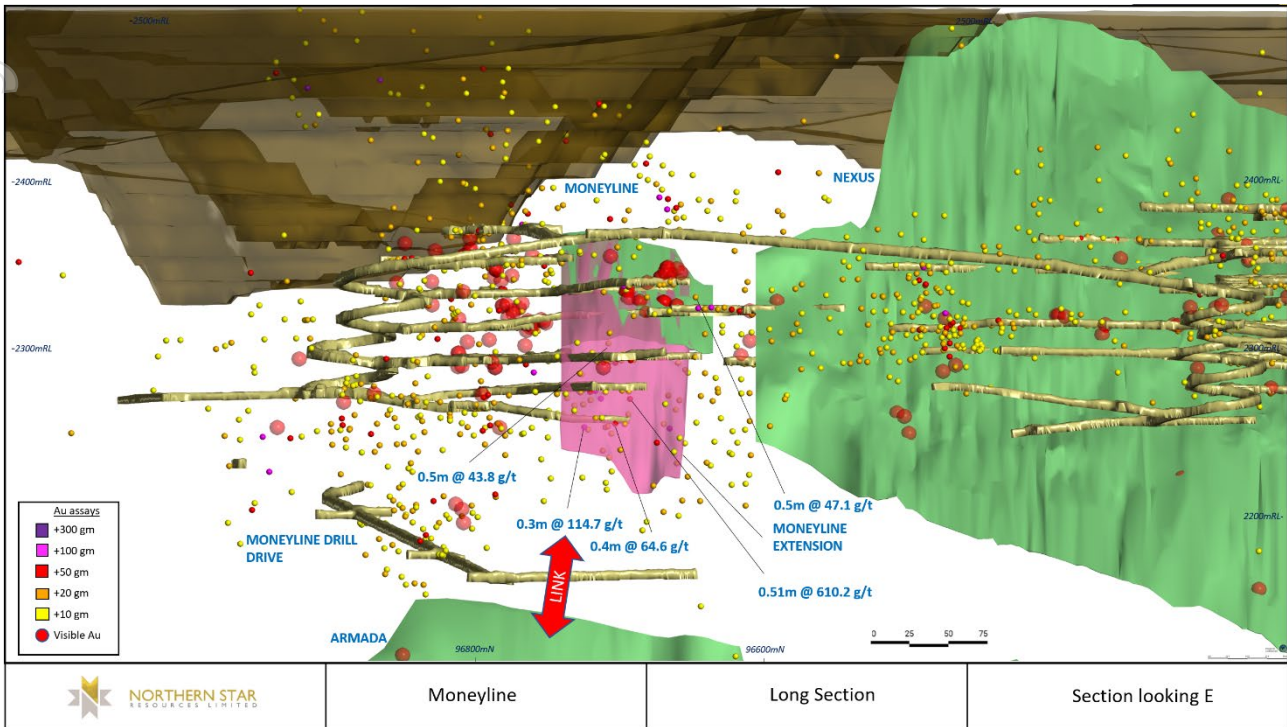 -2500mRL
2500mRL
-2400mRL
MONEYLINE
NEXUS
2400mRL-
-2300mRL
2300mRL-
0.5m @ 43.8 g/t
0.5m @ 47.1 g/t
0.3m @ 114.7 g/t
MONEYLINE
EXTENSION
2200mRL-
0.4m @ 64.6 g/t
MONEYLINE DRILL
DRIVE
LINK
0.51m @ 610.2 g/t
Au assays
+300 gm
+100 gm
+50 gm
+20 gm
+10 gm
Visible Au
ARMADA
96800mN
96600mN
0 25 50 75
NORTHERN STAR
RESOURCES LIMITED
Moneyline
Long Section
Section looking E